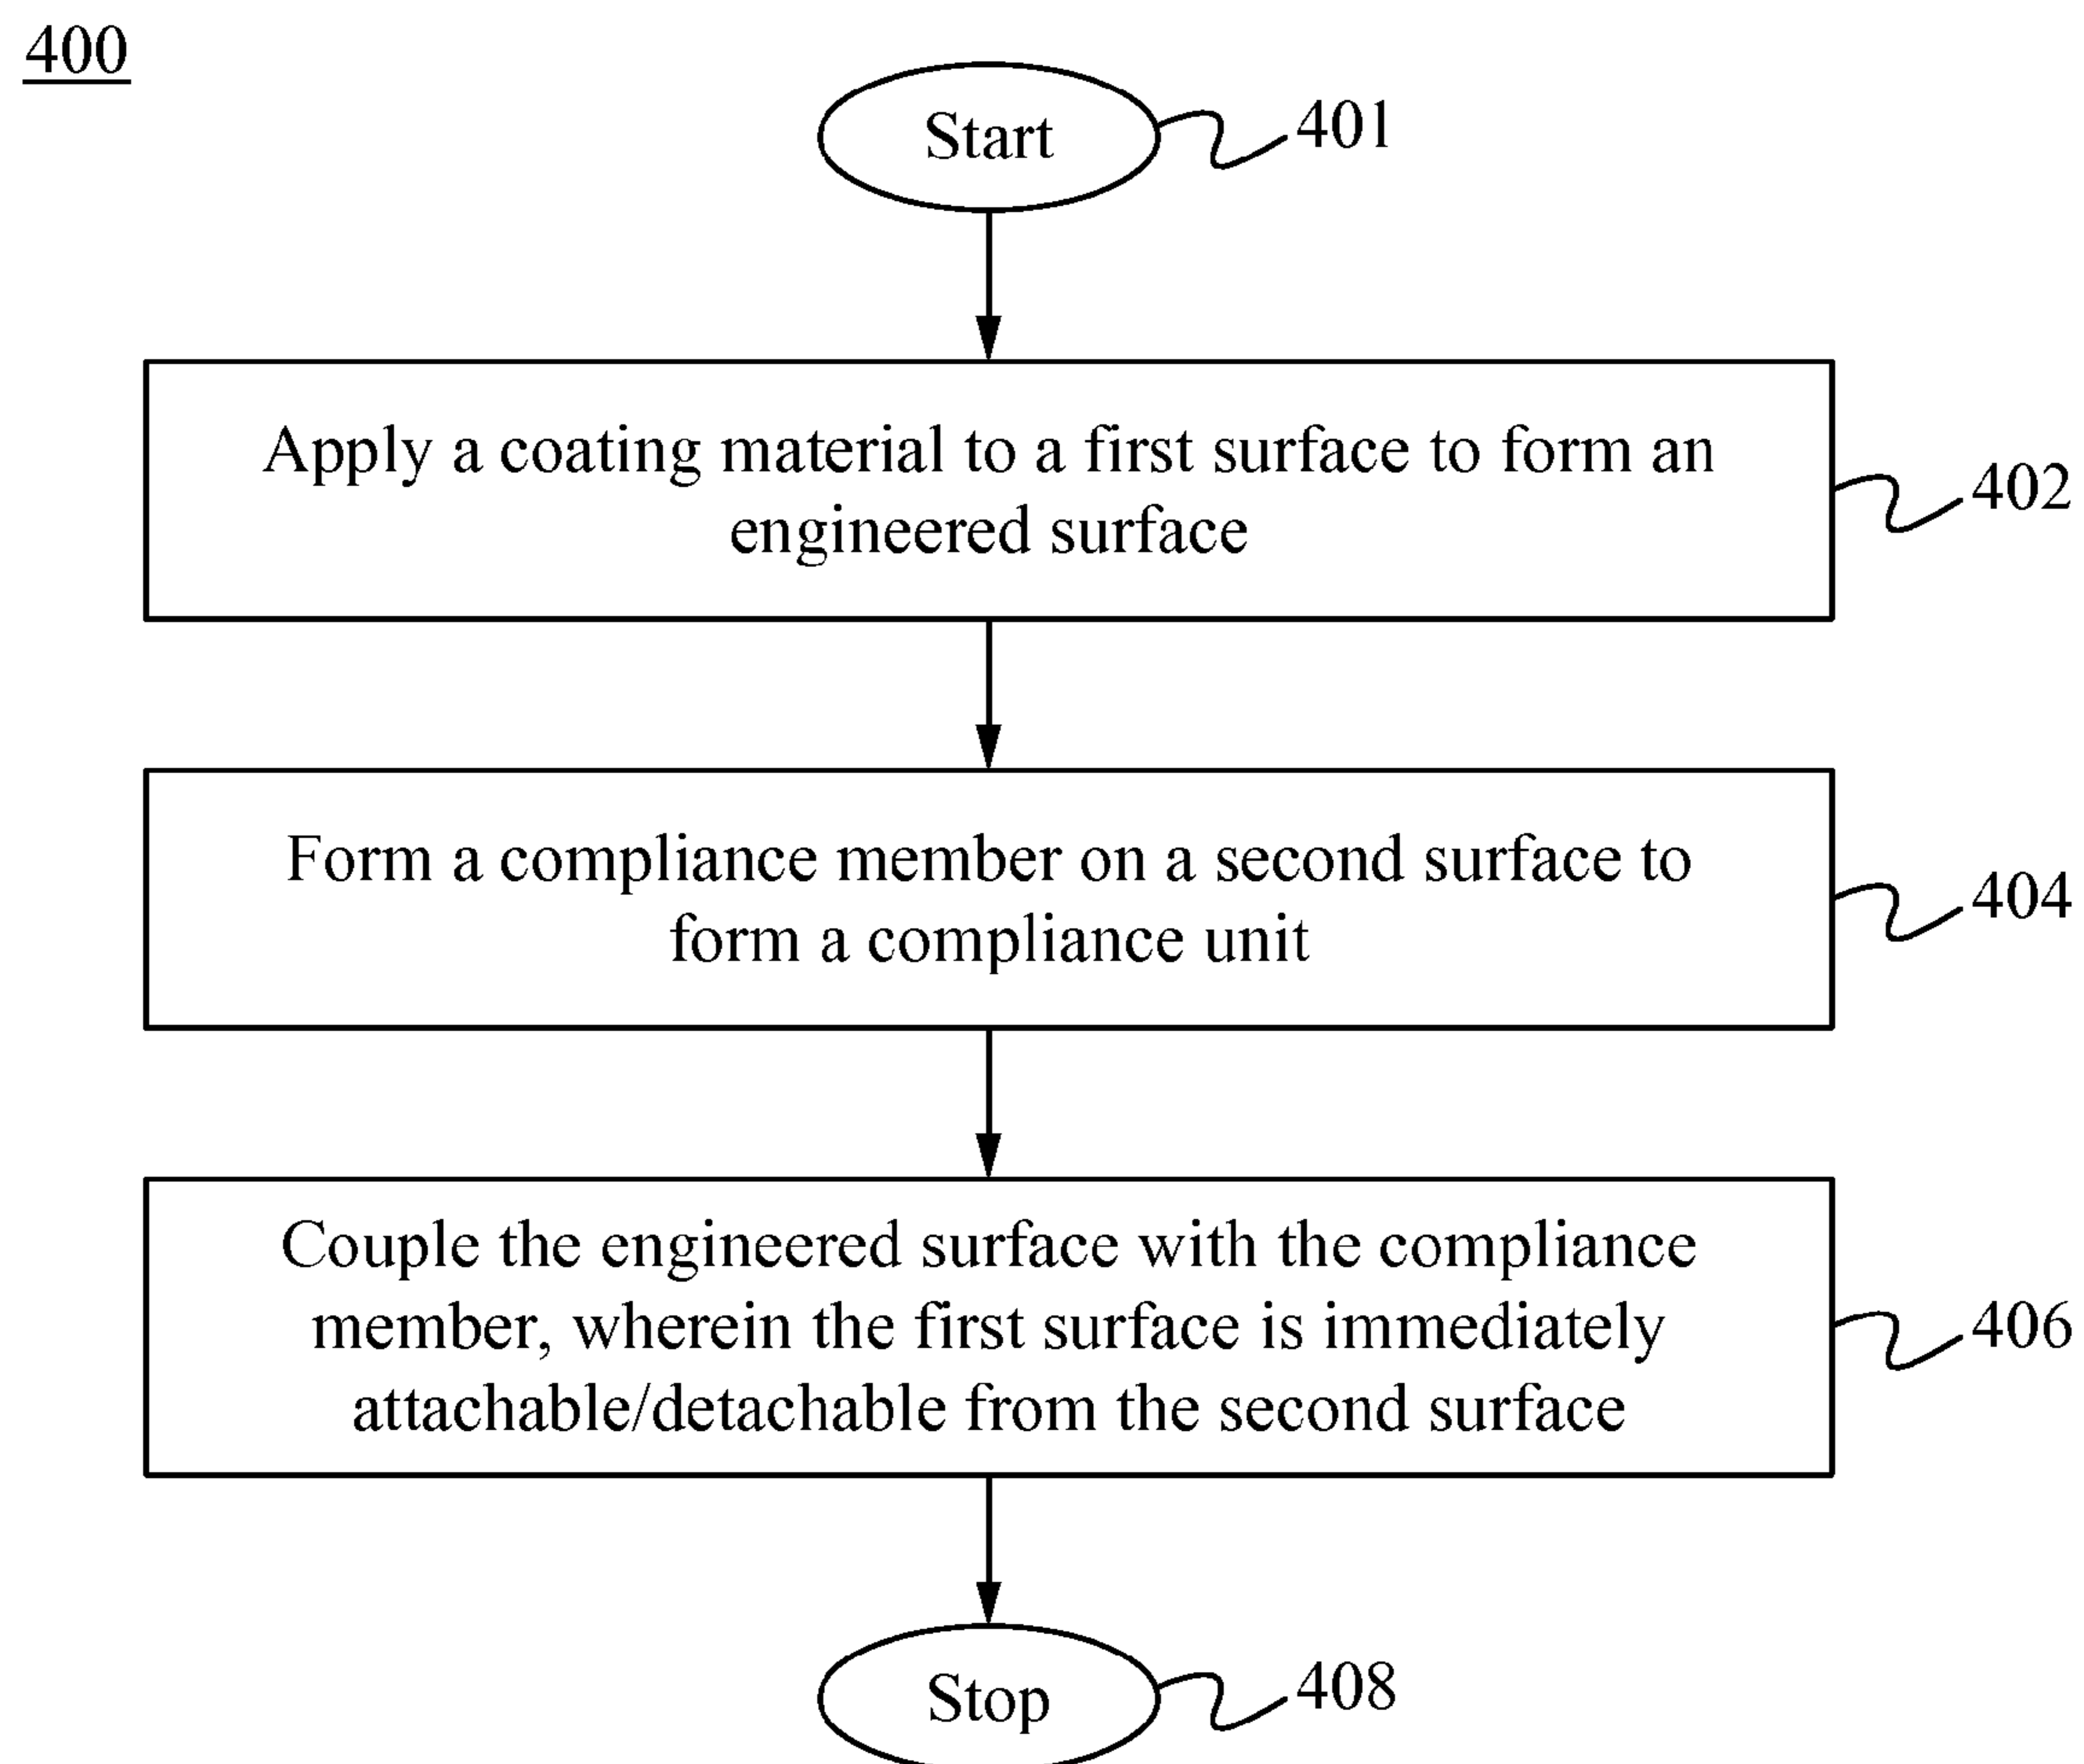 400
Start
401
Apply a coating material to a first surface to form an
engineered surface
402
Form a compliance member on a second surface to
form a compliance unit
404
Couple the engineered surface with the compliance
member, wherein the first surface is immediately
attachable/detachable from the second surface
406
Stop
408